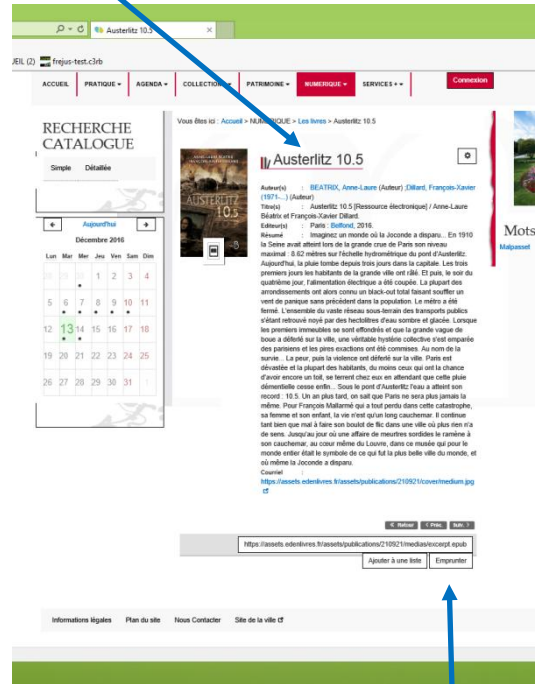 Austerlitz 10.5 ×
UEIL (2) frejus-test.c3rb
ACCUEIL PRATIQUE AGENDA COLLECTION PATRIMOINE NUMERIQUE SERVICES + Connexion
Vous êtes ici : Accueil > NUMERIQUE > Les livres > Austerlitz 10.5
RECHERCHE
CATALOGUE
Simple Détaillée
Aujourd'hui
Décembre 2016
Lun Mar Mer Jeu Ven Sam Dim
1 2 3 4
5 6 7 8 9 10 11
12 13 14 15 16 17 18
19 20 21 22 23 24 25
26 27 28 29 30 31
AUSTERLITZ
10.5
Austerlitz 10.5
Auteur(s) : BEATRIX, Anne-Laure (Auteur) ;Dillard, François-Xavier
(1971-...) (Auteur)
Titre(s) : Austerlitz 10.5 [Ressource électronique] / Anne-Laure
Béatrix et François-Xavier Dillard.
Editeur(s) : Paris : Belfond, 2016.
Résumé : Imaginez un monde où la Joconde a disparu... En 1910
la Seine avait atteint lors de la grande crue de Paris son niveau
maximal : 8.62 mètres sur l'échelle hydrométrique du pont d'Austerlitz.
Aujourd'hui, la pluie tombe depuis trois jours dans la capitale. Les trois
premiers jours les habitants de la grande ville ont râlé. Et puis, le soir du
quatrième jour, l'alimentation électrique a été coupée. La plupart des
arrondissements ont alors connu un black-out total faisant souffler un
vent de panique sans précédent dans la population. Le métro a été
fermé. L'ensemble du vaste réseau sous-terrain des transports publics
s'étant retrouvé noyé par des hectolitres d'eau sombre et glacée. Lorsque
les premiers immeubles se sont effondrés et que la grande vague de
boue a déferlé sur la ville, une véritable hystérie collective s'est emparée
des parisiens et les pires exactions ont été commises. Au nom de la
survie... La peur, puis la violence ont déferlé sur la ville. Paris est
dévastée et la plupart des habitants, du moins ceux qui ont la chance
d'avoir encore un toit, se terrent chez eux en attendant que cette pluie
démentielle cesse enfin... Sous le pont d'Austerlitz l'eau a atteint son
record : 10.5. Un an plus tard, on sait que Paris ne sera plus jamais la
même. Pour François Mallarmé qui a tout perdu dans cette catastrophe,
sa femme et son enfant, la vie n'est qu'un long cauchemar. Il continue
tant bien que mal à faire son boulot de flic dans une ville où plus rien n'a
de sens. Jusqu'au jour où une affaire de meurtres sordides le ramène à
son cauchemar, au cœur même du Louvre, dans ce musée qui pour le
monde entier était le symbole de ce qui fut la plus belle ville du monde, et
où même la Joconde a disparu.
Courriel :
https://assets.edenlivres.fr/assets/publications/210921/cover/medium.jpg
Mots
Malpasset
Retour Préc. Suiv.
https://assets.edenlivres.fr/assets/publications/210921/medias/excerpt.epub
Ajouter à une liste Emprunter
Informations légales Plan du site Nous Contacter Site de la ville